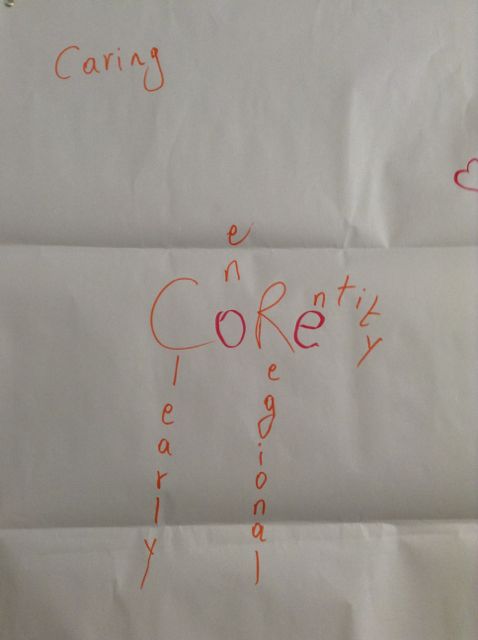 Caring
CoRe
Clearly
one
Regional
entity